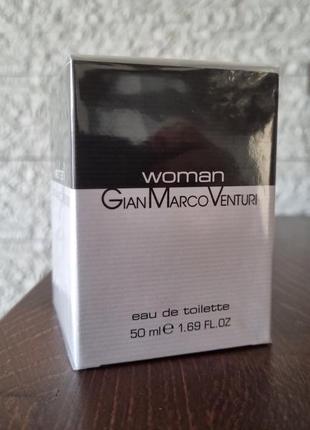 woman
GIANMARCOVENTURI
eau de toilette
50 ml e 1.69 FL.OZ